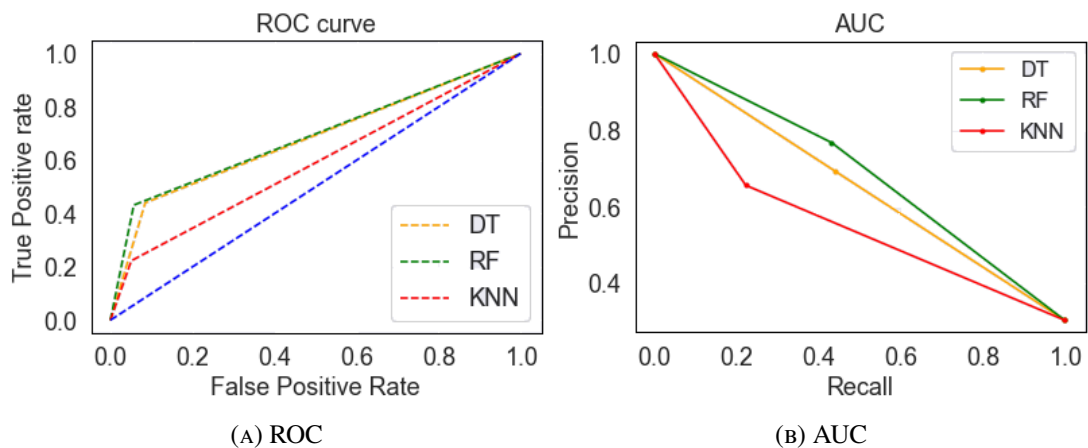 ROC curve
True Positive rate
1.0
0.8
0.6
0.4
0.2
0.0
DT
RF
KNN
0.0 0.2 0.4 0.6 0.8 1.0
False Positive Rate
(A) ROC
AUC
Precision
1.0
0.8
0.6
0.4
DT
RF
KNN
0.0 0.2 0.4 0.6 0.8 1.0
Recall
(B) AUC